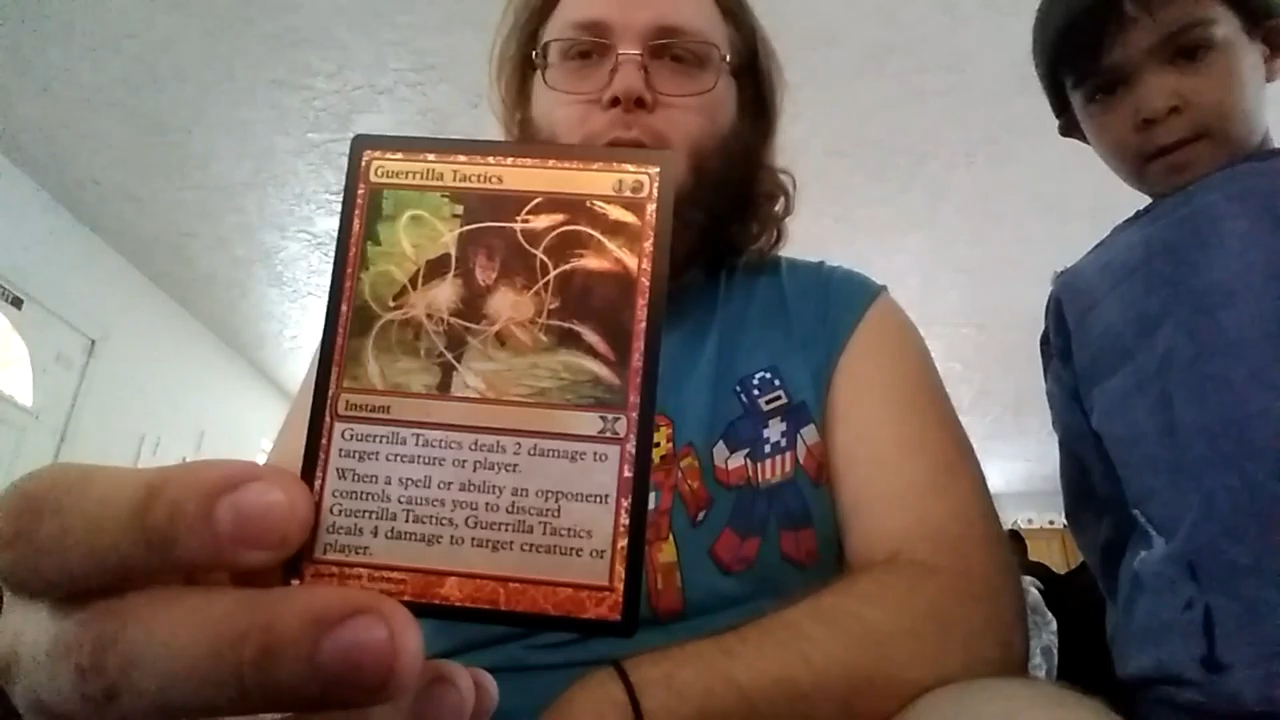 Guerrilla Tactics
1
Instant
Guerrilla Tactics deals 2 damage to
target creature or player.
When a spell or ability an opponent
controls causes you to discard
Guerrilla Tactics, Guerrilla Tactics
deals 4 damage to target creature or
player.